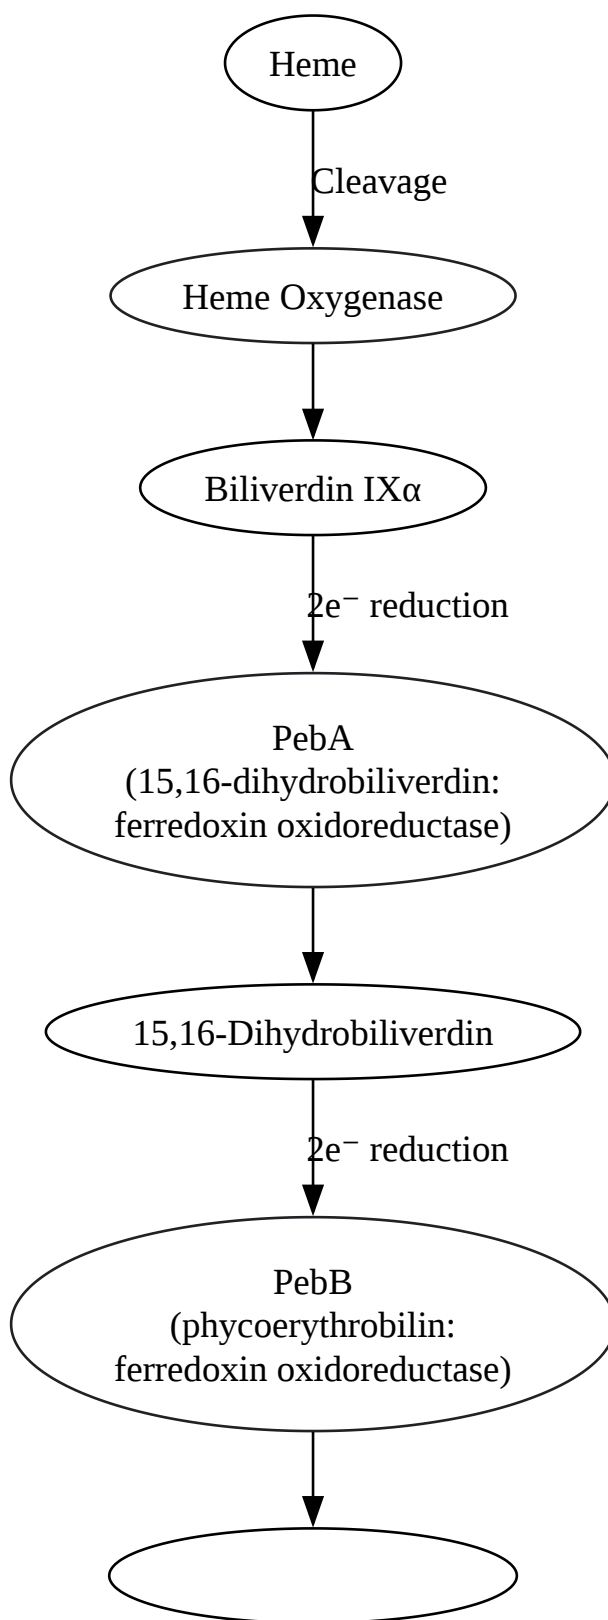 Heme
Cleavage
Heme Oxygenase
Biliverdin IXα
2e⁻ reduction
PebA
(15,16-dihydrobiliverdin:
ferredoxin oxidoreductase)
15,16-Dihydrobiliverdin
2e⁻ reduction
PebB
(phycoerythrobilin:
ferredoxin oxidoreductase)